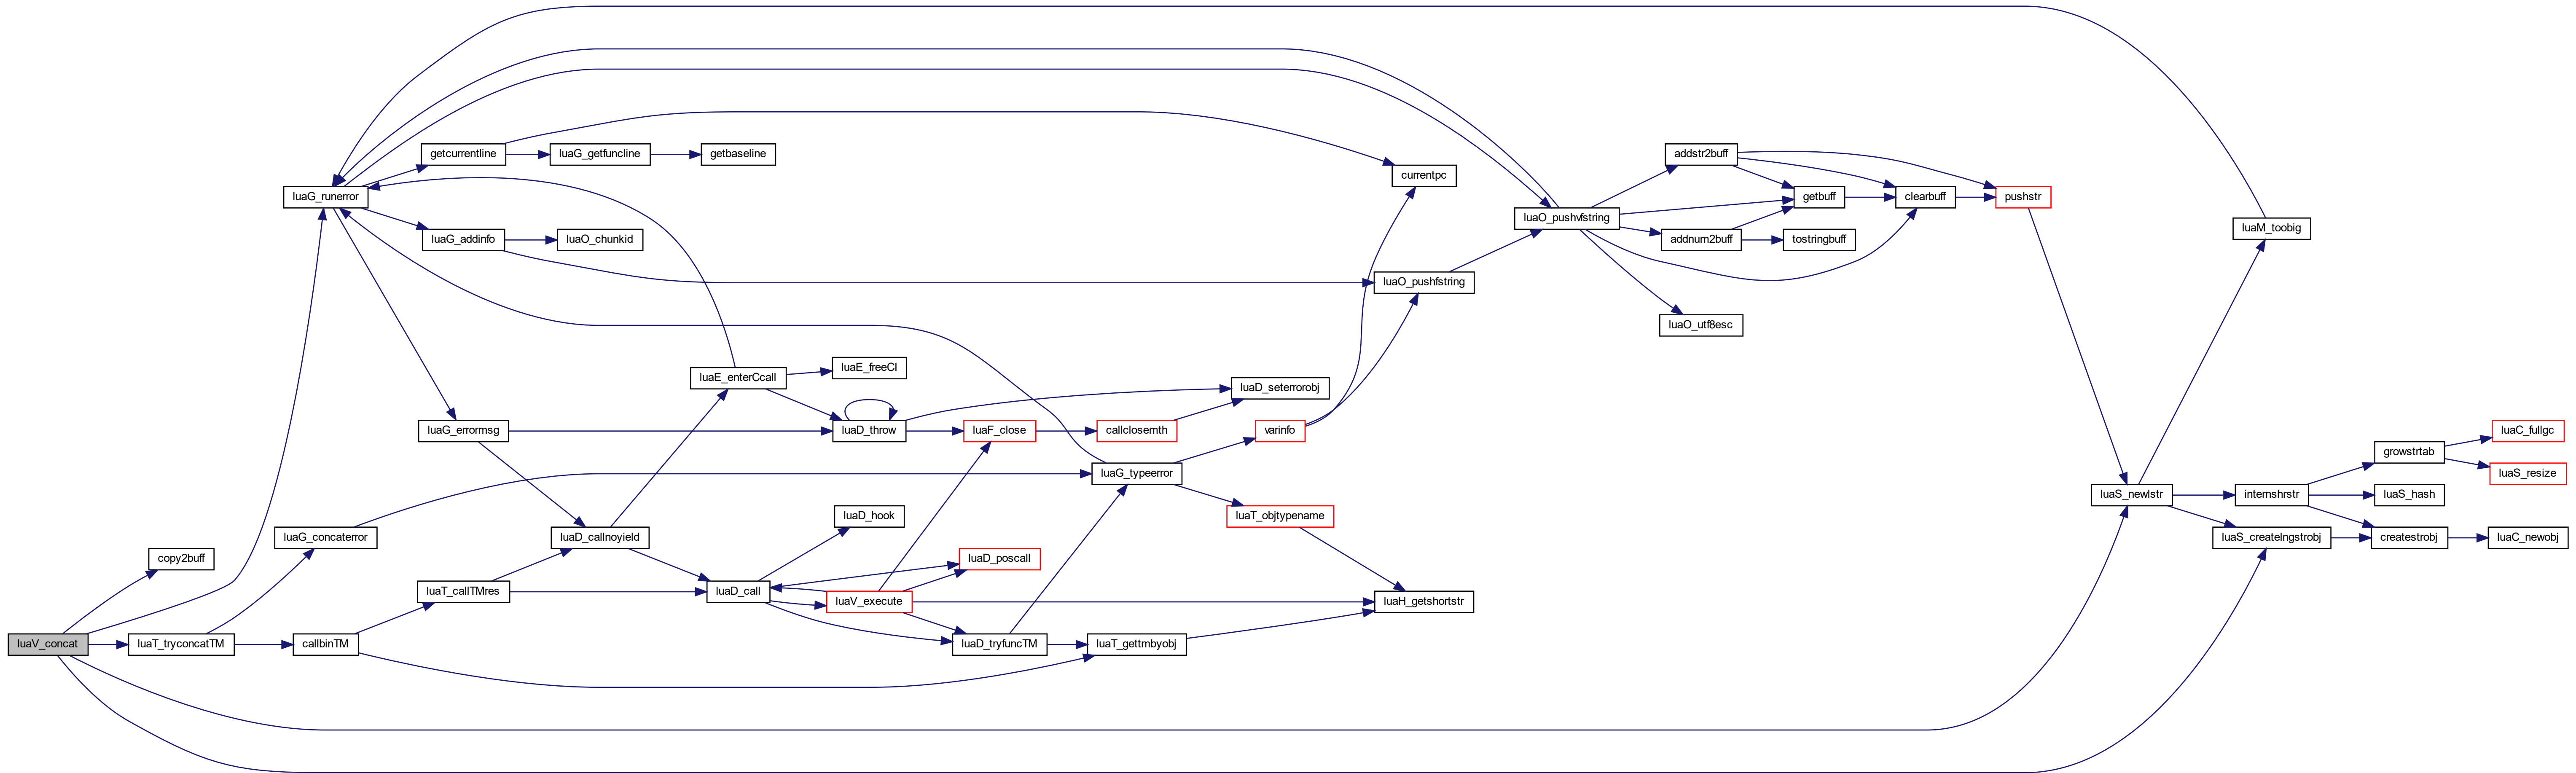 luaV_concat
copy2buff
luaG_runerror
luaT_tryconcatTM
luaG_concaterror
callbinTM
getcurrentline
luaG_addinfo
luaG_errormsg
luaT_callTMres
luaG_getfuncline
luaO_chunkid
luaD_callnoyield
getbaseline
luaE_enterCcall
luaD_call
luaE_freeCI
luaD_throw
luaD_hook
luaV_execute
luaF_close
luaD_poscall
luaD_tryfuncTM
callclosemth
luaG_typeerror
luaT_gettmbyobj
luaD_seterrorobj
varinfo
luaT_objtypename
currentpc
luaO_pushfstring
luaH_getshortstr
luaO_pushvfstring
addstr2buff
addnum2buff
luaO_utf8esc
getbuff
tostringbuff
clearbuff
pushstr
luaS_newlstr
luaM_toobig
internshrstr
luaS_createlngstrobj
growstrtab
luaS_hash
createstrobj
luaC_fullgc
luaS_resize
luaC_newobj